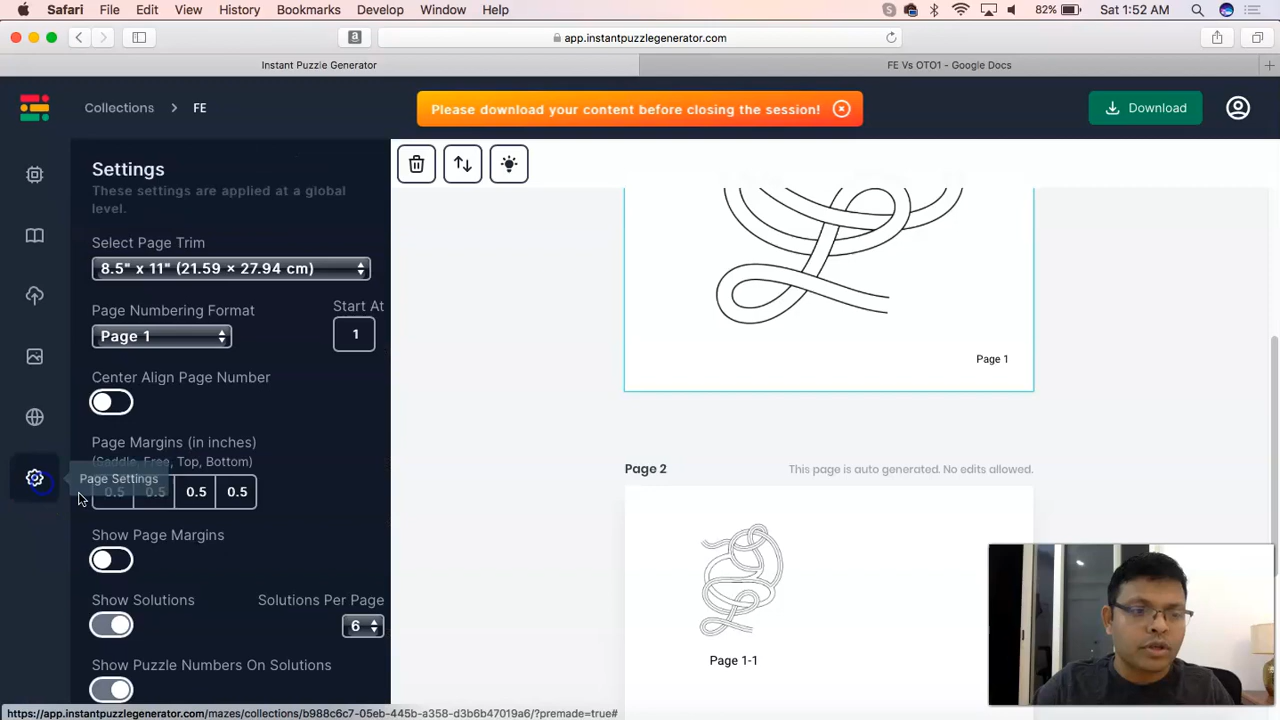 Safari File Edit View History Bookmarks Develop Window Help 82% Sat 1:52 AM
app.instantpuzzlegenerator.com
Instant Puzzle Generator FE Vs OTO1 - Google Docs
Collections > FE Please download your content before closing the session! Download
Settings
These settings are applied at a global
level.
Select Page Trim
8.5" x 11" (21.59 × 27.94 cm)
Page Numbering Format Start At
Page 1 1
Center Align Page Number
Page Margins (in inches)
(Saddle, Free, Top, Bottom)
Page Settings
0.5 0.5 0.5 0.5
Show Page Margins
Show Solutions Solutions Per Page
6
Show Puzzle Numbers On Solutions
Page 1
Page 2 This page is auto generated. No edits allowed.
Page 1-1
https://app.instantpuzzlegenerator.com/mazes/collections/b988c6c7-05eb-445b-a358-d3b6b47019a6/?premade=true#